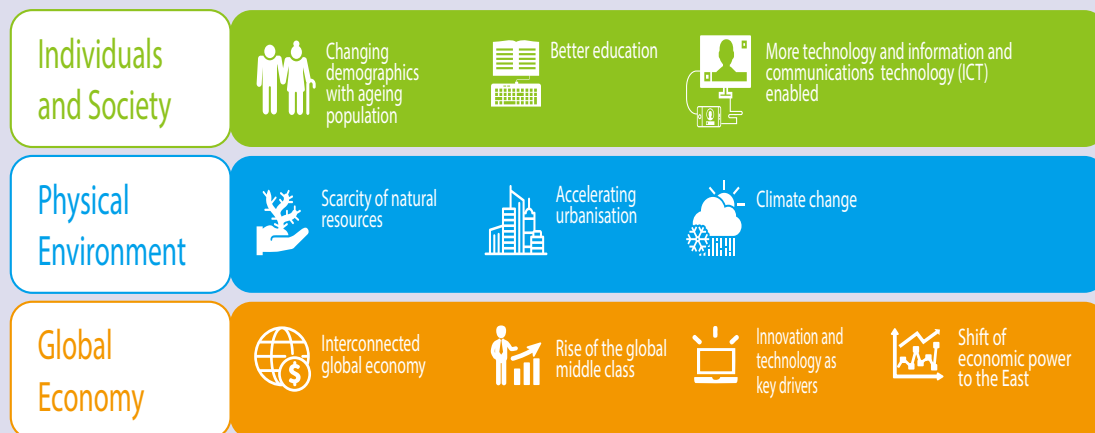 Individuals
and Society
Changing
demographics
with ageing
population
Better education
More technology and information and
communications technology (ICT)
enabled
Physical
Environment
Scarcity of natural
resources
Accelerating
urbanisation
Climate change
Global
Economy
Interconnected
global economy
$
Rise of the global
middle class
Innovation and
technology as
key drivers
Shift of
economic power
to the East